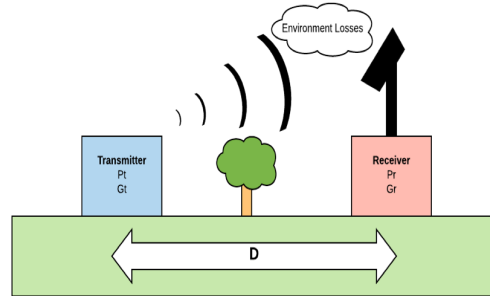 Environment Losses
Transmitter
Pt
Gt
Receiver
Pr
Gr
D